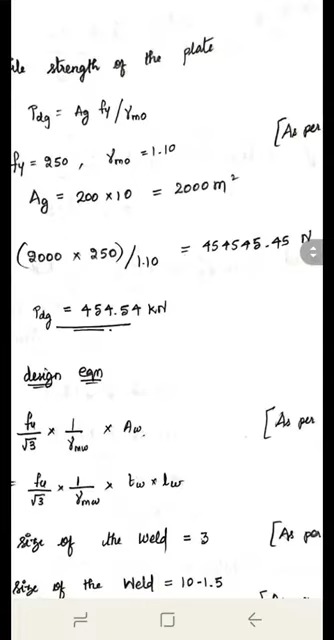 strength of the plate
Pdg = Ag fy/γmo
fy = 250 , γmo = 1.10 [As per
Ag = 200 × 10 = 2000 m²
(2000 × 250)/1.10 = 454545.45 N
Pdg = 454.54 kN
design eqn
fu/√3 × 1/γmw × Aw. [As per
= fu/√3 × 1/γmw × tw × lw
size of the weld = 3 [As per
size of the weld = 10-1.5